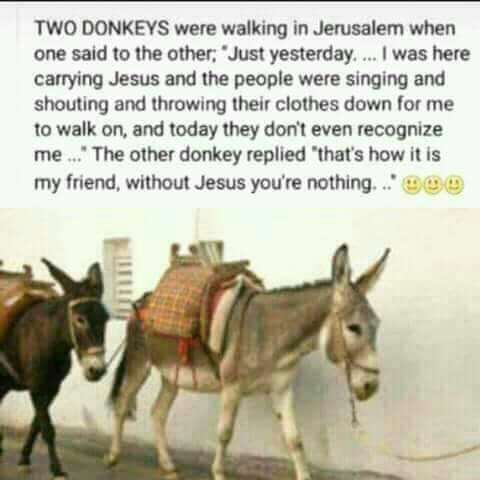 TWO DONKEYS were walking in Jerusalem when
one said to the other; "Just yesterday. ... I was here
carrying Jesus and the people were singing and
shouting and throwing their clothes down for me
to walk on, and today they don't even recognize
me ..." The other donkey replied "that's how it is
my friend, without Jesus you're nothing. .." 😃😃😃